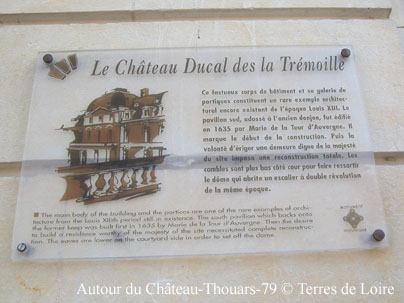 Le Château Ducal des la Trémoille
Ce fastueux corps de bâtiment et sa galerie de
portiques constituent un rare exemple architec-
tural encore existant de l'époque Louis XIII. Le
pavillon sud, adossé à l'ancien donjon, fut édifié
en 1635 par Marie de la Tour d'Auvergne. Il
marque le début de la construction. Puis la
volonté d'ériger une demeure digne de la majesté
du site imposa une reconstruction totale. Les
combles sont plus bas côté cour pour faire ressortir
le dôme qui abrite un escalier à double révolution
de la même époque.
The main body of the building and the porticos are one of the rare examples of archi-
tecture from the Louis XIIIth period still in existence. The south pavilion which backs onto
the former keep was built first in 1635 by Marie de la Tour d'Auvergne. Then the desire
to build a residence worthy of the majesty of the site necessitated complete reconstruc-
tion. The eaves are lower on the courtyard side in order to set off the dome.
Autour du Château-Thouars-79 © Terres de Loire